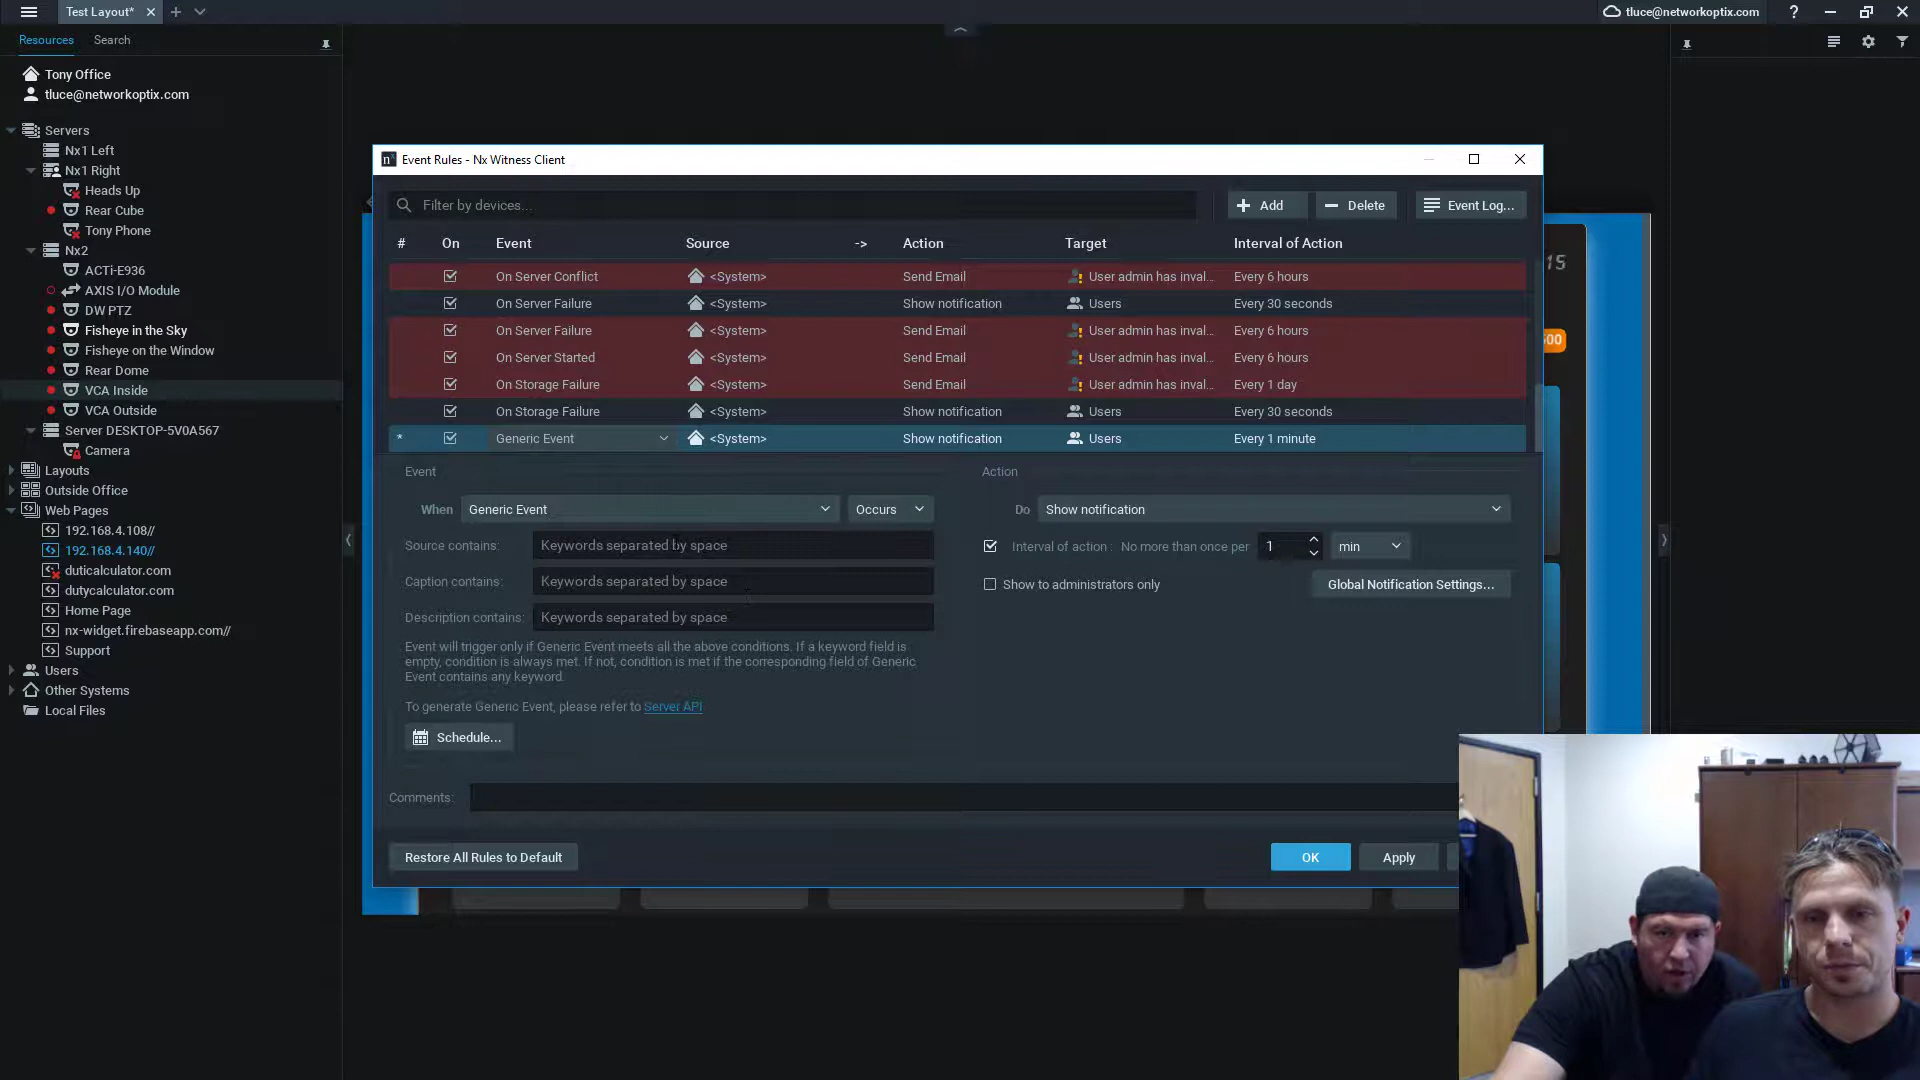 Test Layout*
tluce@networkoptix.com
?
Resources Search
Tony Office
tluce@networkoptix.com
Servers
Nx1 Left
Nx1 Right
Heads Up
Rear Cube
Tony Phone
Nx2
ACTi-E936
AXIS I/O Module
DW PTZ
Fisheye in the Sky
Fisheye on the Window
Rear Dome
VCA Inside
VCA Outside
Server DESKTOP-5V0A567
Camera
Layouts
Outside Office
Web Pages
192.168.4.108//
192.168.4.140//
duticalculator.com
dutycalculator.com
Home Page
nx-widget.firebaseapp.com//
Support
Users
Other Systems
Local Files
Event Rules - Nx Witness Client
Filter by devices...
+ Add
Delete
Event Log...
# On Event Source -> Action Target Interval of Action
On Server Conflict <System> Send Email User admin has inval... Every 6 hours
On Server Failure <System> Show notification Users Every 30 seconds
On Server Failure <System> Send Email User admin has inval... Every 6 hours
On Server Started <System> Send Email User admin has inval... Every 6 hours
On Storage Failure <System> Send Email User admin has inval... Every 1 day
On Storage Failure <System> Show notification Users Every 30 seconds
* Generic Event <System> Show notification Users Every 1 minute
Event
When Generic Event Occurs
Source contains: Keywords separated by space
Caption contains: Keywords separated by space
Description contains: Keywords separated by space
Event will trigger only if Generic Event meets all the above conditions. If a keyword field is
empty, condition is always met. If not, condition is met if the corresponding field of Generic
Event contains any keyword.
To generate Generic Event, please refer to Server API
Schedule...
Action
Do Show notification
Interval of action : No more than once per 1 min
Show to administrators only
Global Notification Settings...
Comments:
Restore All Rules to Default
OK
Apply
15